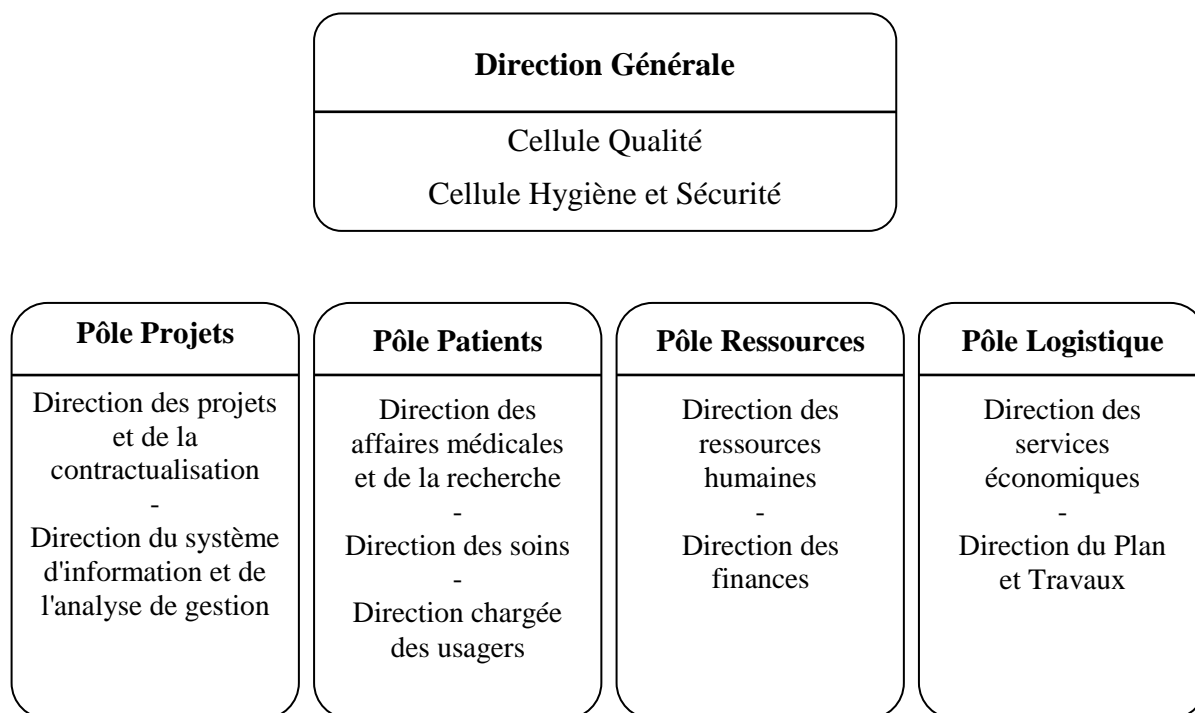 Direction Générale
Cellule Qualité
Cellule Hygiène et Sécurité
Pôle Projets
Direction des projets
et de la
contractualisation
-
Direction du système
d'information et de
l'analyse de gestion
Pôle Patients
Direction des
affaires médicales
et de la recherche
-
Direction des soins
-
Direction chargée
des usagers
Pôle Ressources
Direction des
ressources
humaines
-
Direction des
finances
Pôle Logistique
Direction des
services
économiques
-
Direction du Plan
et Travaux